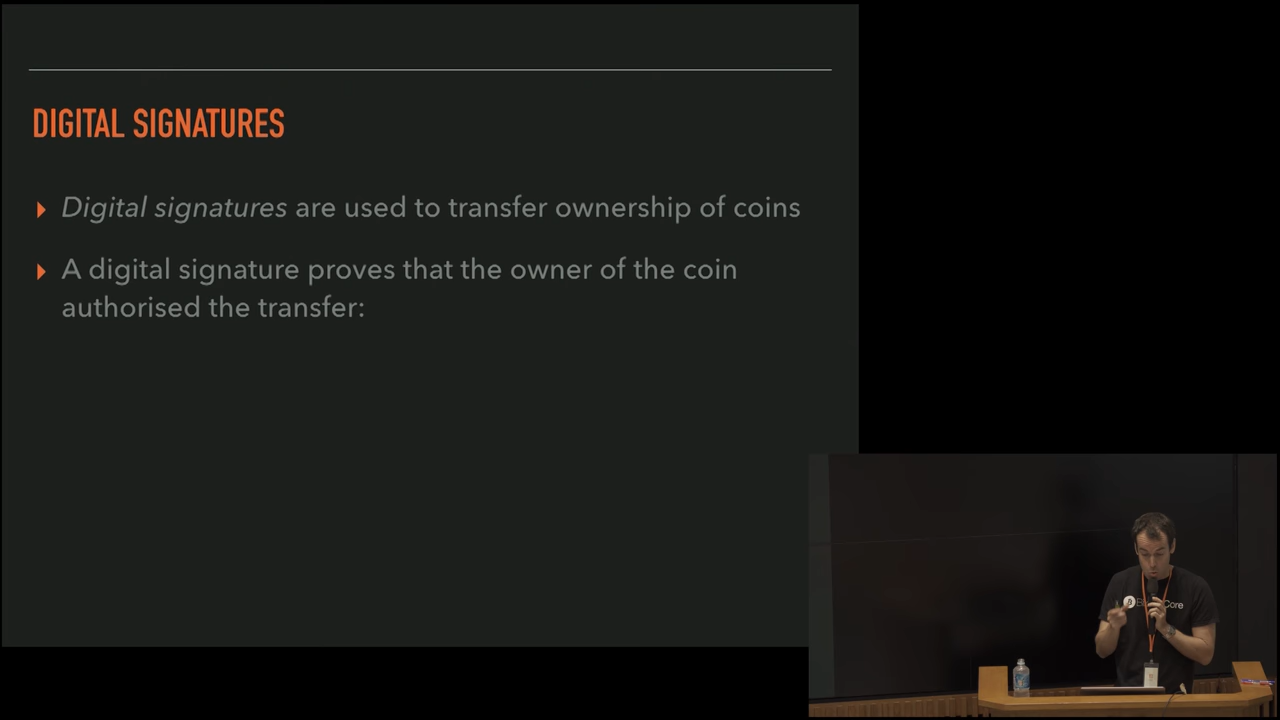 DIGITAL SIGNATURES
Digital signatures are used to transfer ownership of coins
A digital signature proves that the owner of the coin
authorised the transfer:
Core